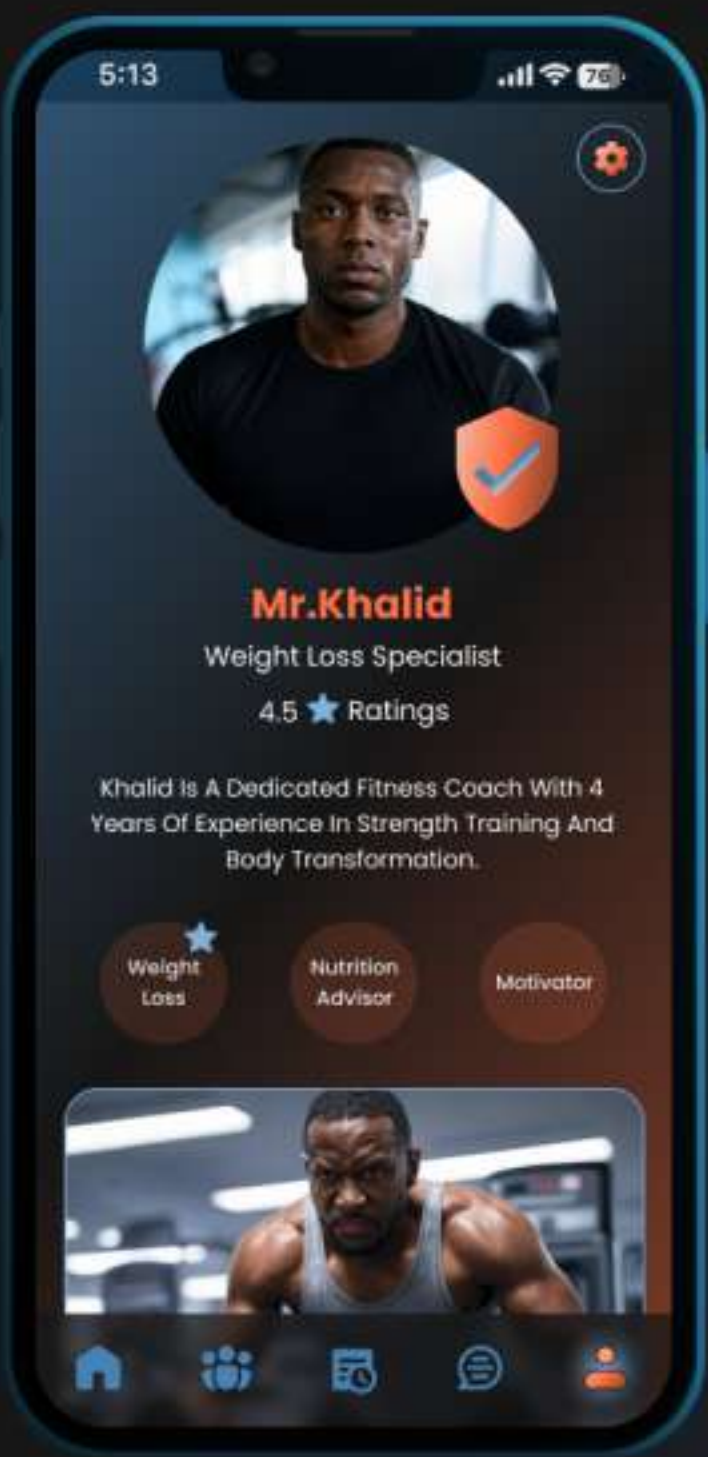 5:13
76
Mr.Khalid
Weight Loss Specialist
4.5 Ratings
Khalid Is A Dedicated Fitness Coach With 4
Years Of Experience In Strength Training And
Body Transformation.
Weight
Loss
Nutrition
Advisor
Motivator